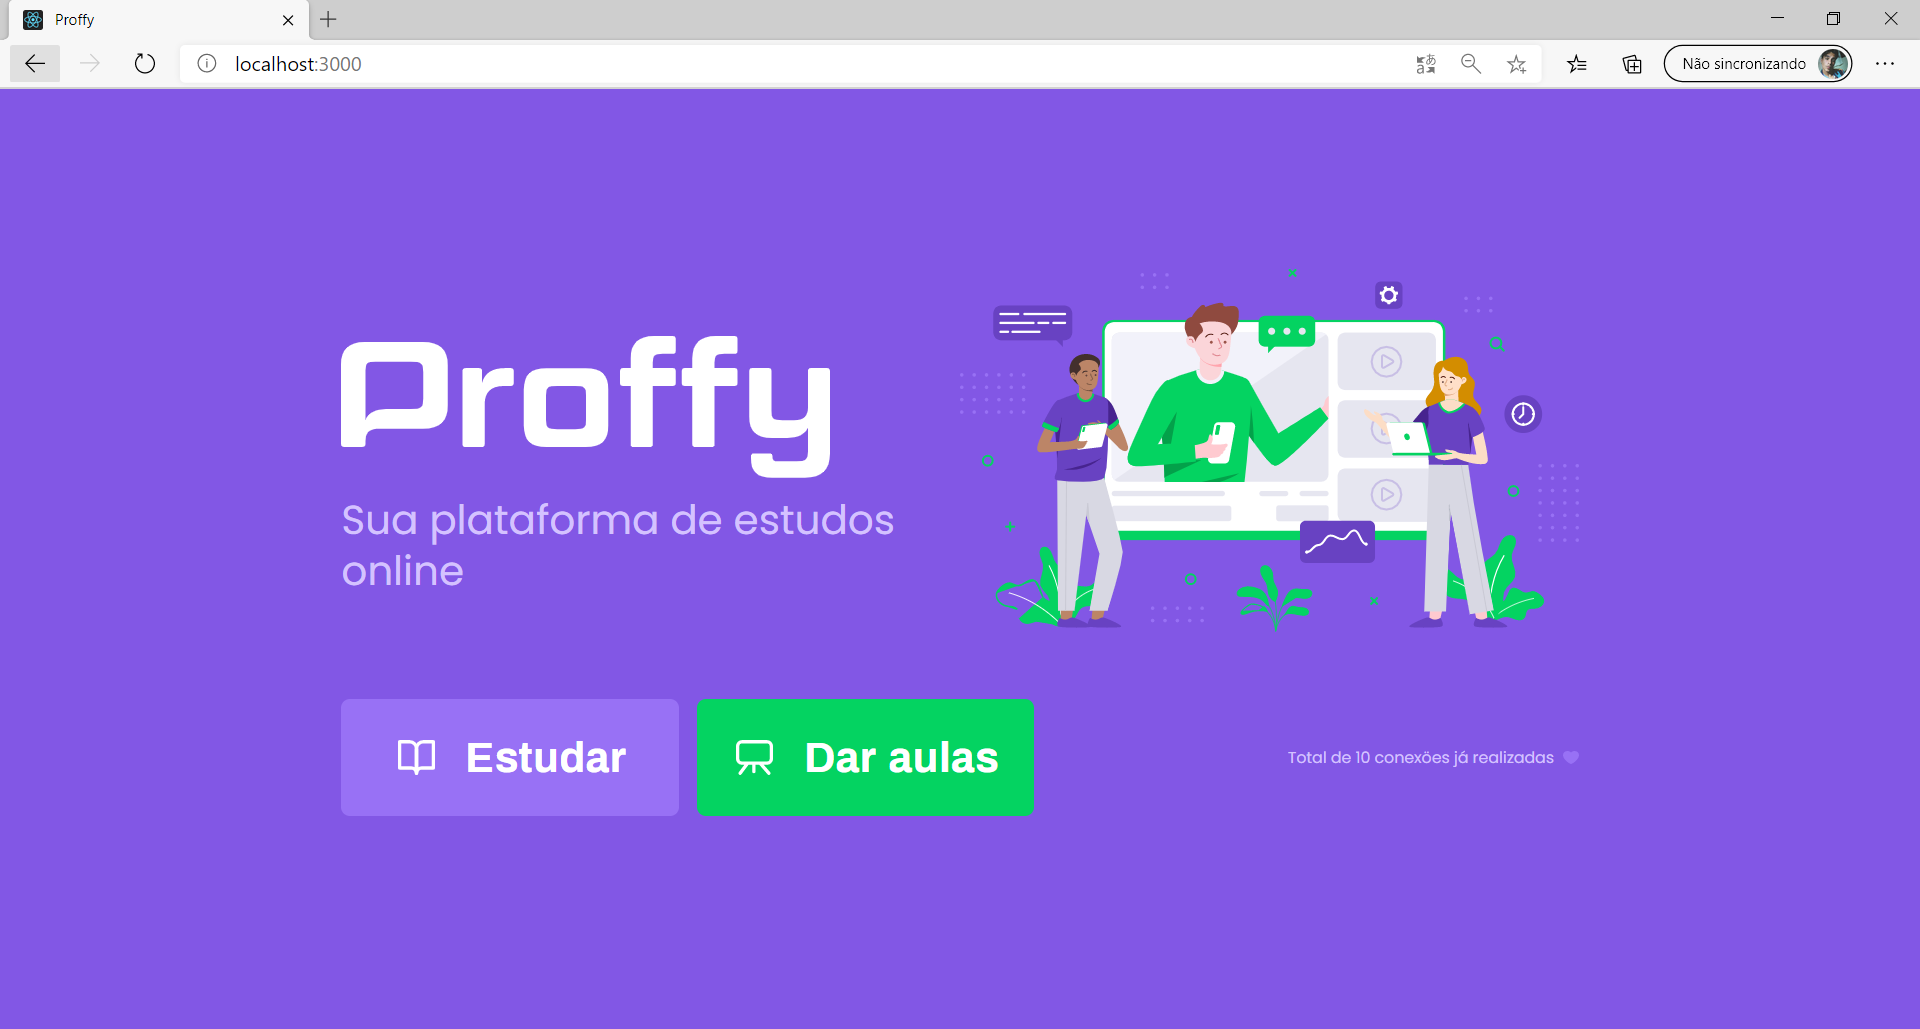 Proffy
localhost:3000
Não sincronizando
Proffy
Sua plataforma de estudos
online
Estudar
Dar aulas
Total de 10 conexões já realizadas